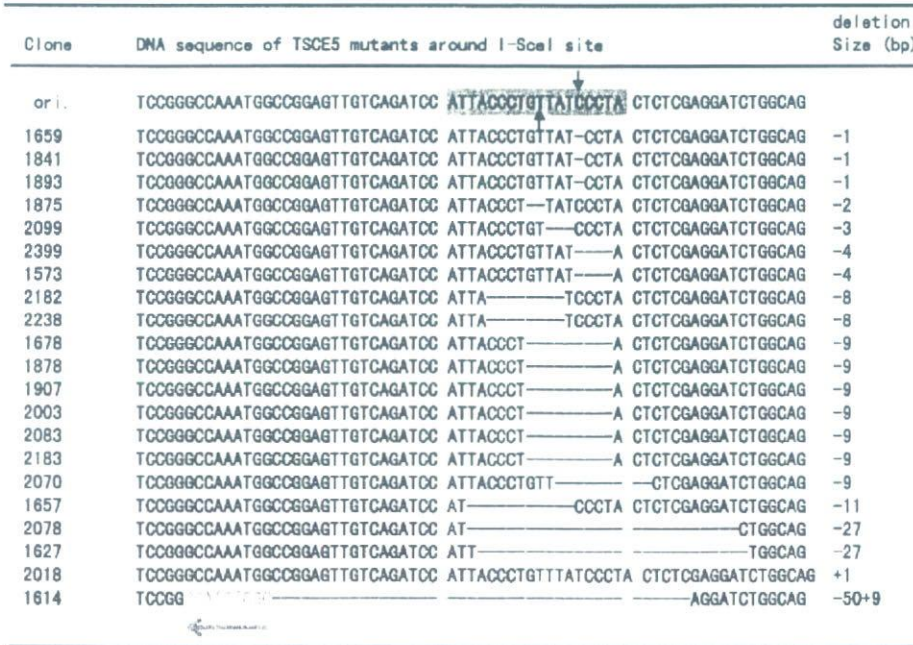 Clone DNA sequence of TSCE5 mutants around I-SceI site deletion Size (bp)
ori. TCCGGGCCAAATGGCCGGAGTTGTCAGATCC ATTACCCTGTTATCCCTA CTCTCGAGGATCTGGCAG
1659 TCCGGGCCAAATGGCCGGAGTTGTCAGATCC ATTACCCTGTTAT-CCTA CTCTCGAGGATCTGGCAG -1
1841 TCCGGGCCAAATGGCCGGAGTTGTCAGATCC ATTACCCTGTTAT-CCTA CTCTCGAGGATCTGGCAG -1
1893 TCCGGGCCAAATGGCCGGAGTTGTCAGATCC ATTACCCTGTTAT-CCTA CTCTCGAGGATCTGGCAG -1
1875 TCCGGGCCAAATGGCCGGAGTTGTCAGATCC ATTACCCT--TATCCCTA CTCTCGAGGATCTGGCAG -2
2099 TCCGGGCCAAATGGCCGGAGTTGTCAGATCC ATTACCCTGT---CCCTA CTCTCGAGGATCTGGCAG -3
2399 TCCGGGCCAAATGGCCGGAGTTGTCAGATCC ATTACCCTGTTAT----A CTCTCGAGGATCTGGCAG -4
1573 TCCGGGCCAAATGGCCGGAGTTGTCAGATCC ATTACCCTGTTAT----A CTCTCGAGGATCTGGCAG -4
2182 TCCGGGCCAAATGGCCGGAGTTGTCAGATCC ATTA--------TCCCTA CTCTCGAGGATCTGGCAG -8
2238 TCCGGGCCAAATGGCCGGAGTTGTCAGATCC ATTA--------TCCCTA CTCTCGAGGATCTGGCAG -8
1678 TCCGGGCCAAATGGCCGGAGTTGTCAGATCC ATTACCCT---------A CTCTCGAGGATCTGGCAG -9
1878 TCCGGGCCAAATGGCCGGAGTTGTCAGATCC ATTACCCT---------A CTCTCGAGGATCTGGCAG -9
1907 TCCGGGCCAAATGGCCGGAGTTGTCAGATCC ATTACCCT---------A CTCTCGAGGATCTGGCAG -9
2003 TCCGGGCCAAATGGCCGGAGTTGTCAGATCC ATTACCCT---------A CTCTCGAGGATCTGGCAG -9
2083 TCCGGGCCAAATGGCCGGAGTTGTCAGATCC ATTACCCT---------A CTCTCGAGGATCTGGCAG -9
2183 TCCGGGCCAAATGGCCGGAGTTGTCAGATCC ATTACCCT---------A CTCTCGAGGATCTGGCAG -9
2070 TCCGGGCCAAATGGCCGGAGTTGTCAGATCC ATTACCCTGTT------- --CTCGAGGATCTGGCAG -9
1657 TCCGGGCCAAATGGCCGGAGTTGTCAGATCC AT-----------CCCTA CTCTCGAGGATCTGGCAG -11
2078 TCCGGGCCAAATGGCCGGAGTTGTCAGATCC AT---------------- -----------CTGGCAG -27
1627 TCCGGGCCAAATGGCCGGAGTTGTCAGATCC ATT--------------- ------------TGGCAG -27
2018 TCCGGGCCAAATGGCCGGAGTTGTCAGATCC ATTACCCTGTTTATCCCTA CTCTCGAGGATCTGGCAG +1
1614 TCCGG ----------------- ------------------ ------AGGATCTGGCAG -50+9